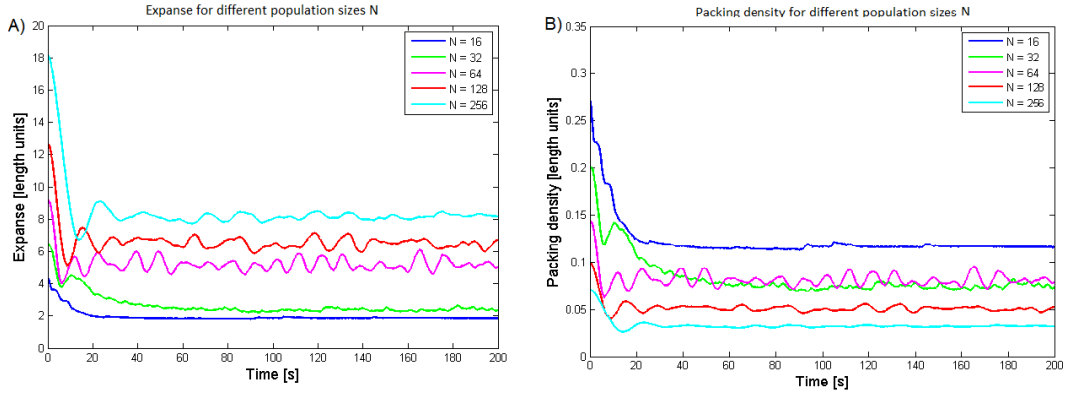 Expanse for different population sizes N
A)
20
18
16
14
12
10
8
6
4
2
0
Expanse [length units]
0 20 40 60 80 100 120 140 160 180 200
Time [s]
N = 16
N = 32
N = 64
N = 128
N = 256
Packing density for different population sizes N
B)
0.35
0.3
0.25
0.2
0.15
0.1
0.05
0
Packing density [length units]
0 20 40 60 80 100 120 140 160 180 200
Time [s]
N = 16
N = 32
N = 64
N = 128
N = 256